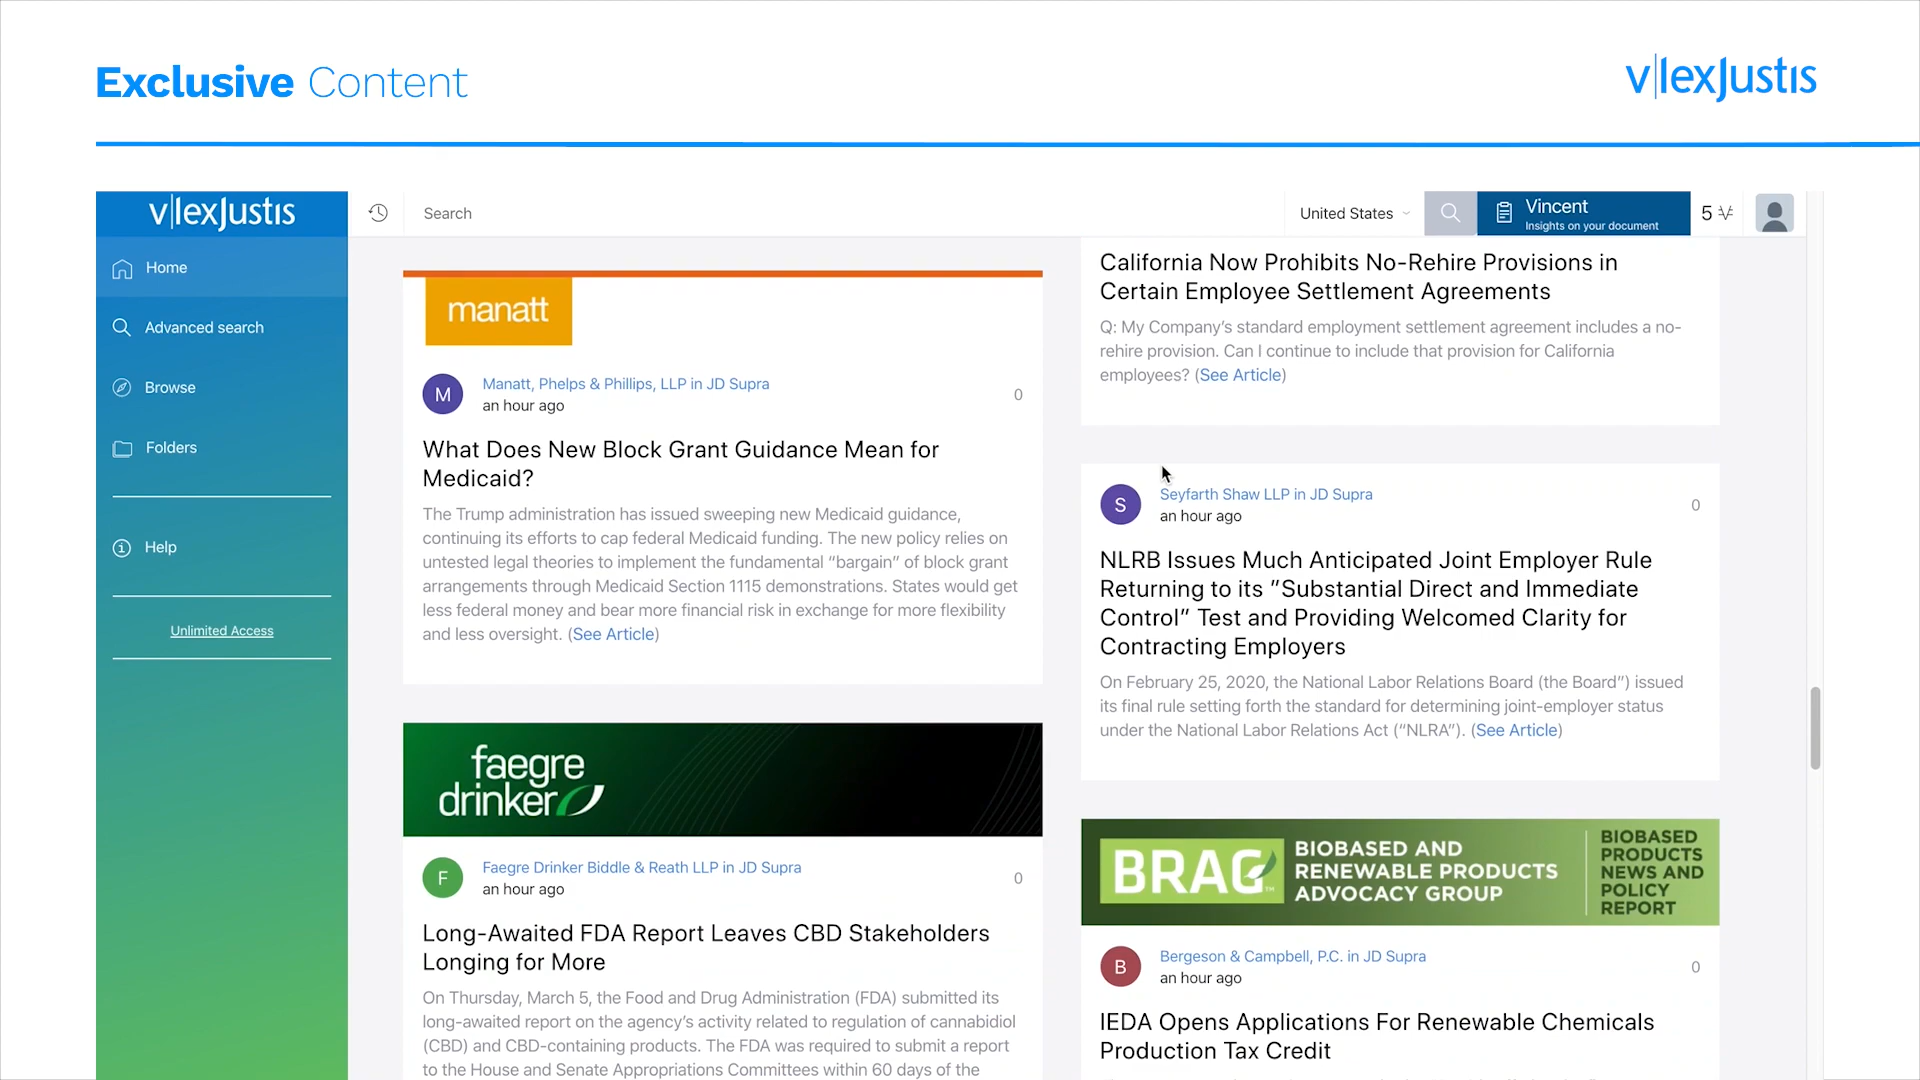 Exclusive Content
v|lexJustis
v|lexJustis
Search
United States
Vincent
Insights on your document
5
Home
Advanced search
Browse
Folders
Help
Unlimited Access
manatt
M
Manatt, Phelps & Phillips, LLP in JD Supra
an hour ago
0
What Does New Block Grant Guidance Mean for
Medicaid?
The Trump administration has issued sweeping new Medicaid guidance,
continuing its efforts to cap federal Medicaid funding. The new policy relies on
untested legal theories to implement the fundamental “bargain” of block grant
arrangements through Medicaid Section 1115 demonstrations. States would get
less federal money and bear more financial risk in exchange for more flexibility
and less oversight. (See Article)
faegre
drinker
F
Faegre Drinker Biddle & Reath LLP in JD Supra
an hour ago
0
Long-Awaited FDA Report Leaves CBD Stakeholders
Longing for More
On Thursday, March 5, the Food and Drug Administration (FDA) submitted its
long-awaited report on the agency’s activity related to regulation of cannabidiol
(CBD) and CBD-containing products. The FDA was required to submit a report
to the House and Senate Appropriations Committees within 60 days of the
California Now Prohibits No-Rehire Provisions in
Certain Employee Settlement Agreements
Q: My Company’s standard employment settlement agreement includes a no-
rehire provision. Can I continue to include that provision for California
employees? (See Article)
S
Seyfarth Shaw LLP in JD Supra
an hour ago
0
NLRB Issues Much Anticipated Joint Employer Rule
Returning to its ”Substantial Direct and Immediate
Control” Test and Providing Welcomed Clarity for
Contracting Employers
On February 25, 2020, the National Labor Relations Board (the Board”) issued
its final rule setting forth the standard for determining joint-employer status
under the National Labor Relations Act (“NLRA”). (See Article)
BRAG™
BIOBASED AND
RENEWABLE PRODUCTS
ADVOCACY GROUP
BIOBASED
PRODUCTS
NEWS AND
POLICY
REPORT
B
Bergeson & Campbell, P.C. in JD Supra
an hour ago
0
IEDA Opens Applications For Renewable Chemicals
Production Tax Credit